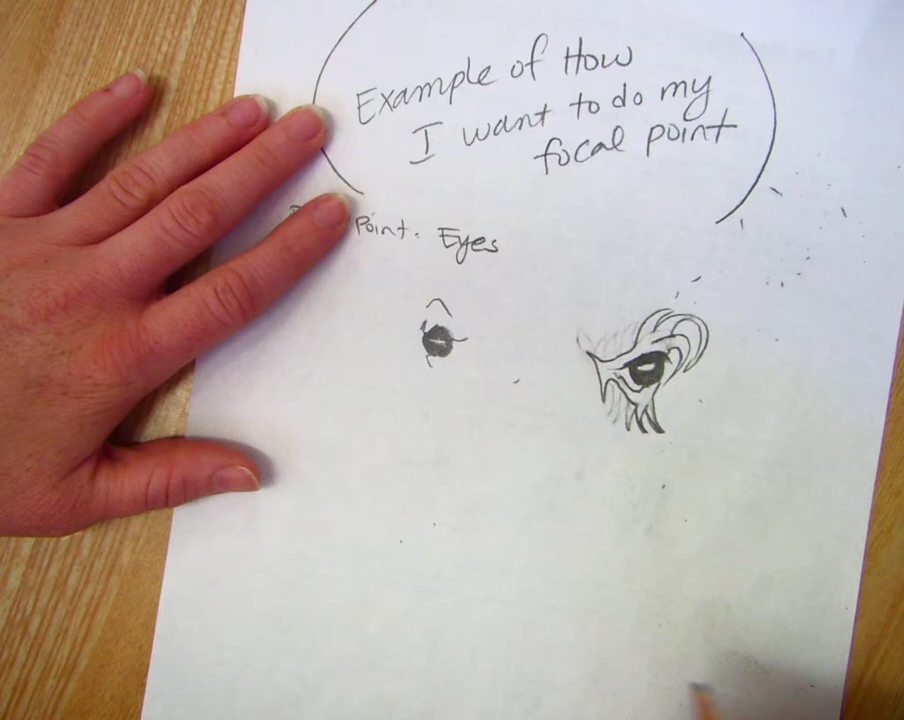 Example of How
I want to do my
focal point
Point: Eyes